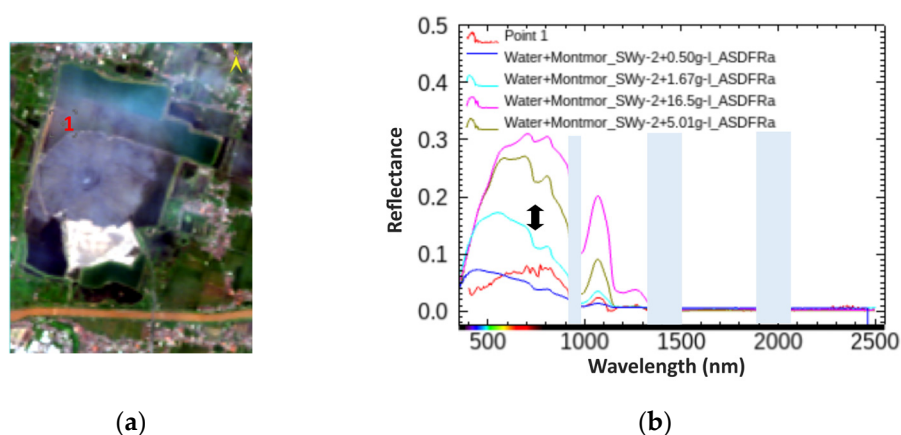 1
0.5
0.4
0.3
0.2
0.1
0.0
Reflectance
Point 1
Water+Montmor_SWy-2+0.50g-l_ASDFRa
Water+Montmor_SWy-2+1.67g-l_ASDFRa
Water+Montmor_SWy-2+16.5g-l_ASDFRa
Water+Montmor_SWy-2+5.01g-l_ASDFRa
500 1000 1500 2000 2500
Wavelength (nm)
(a) (b)